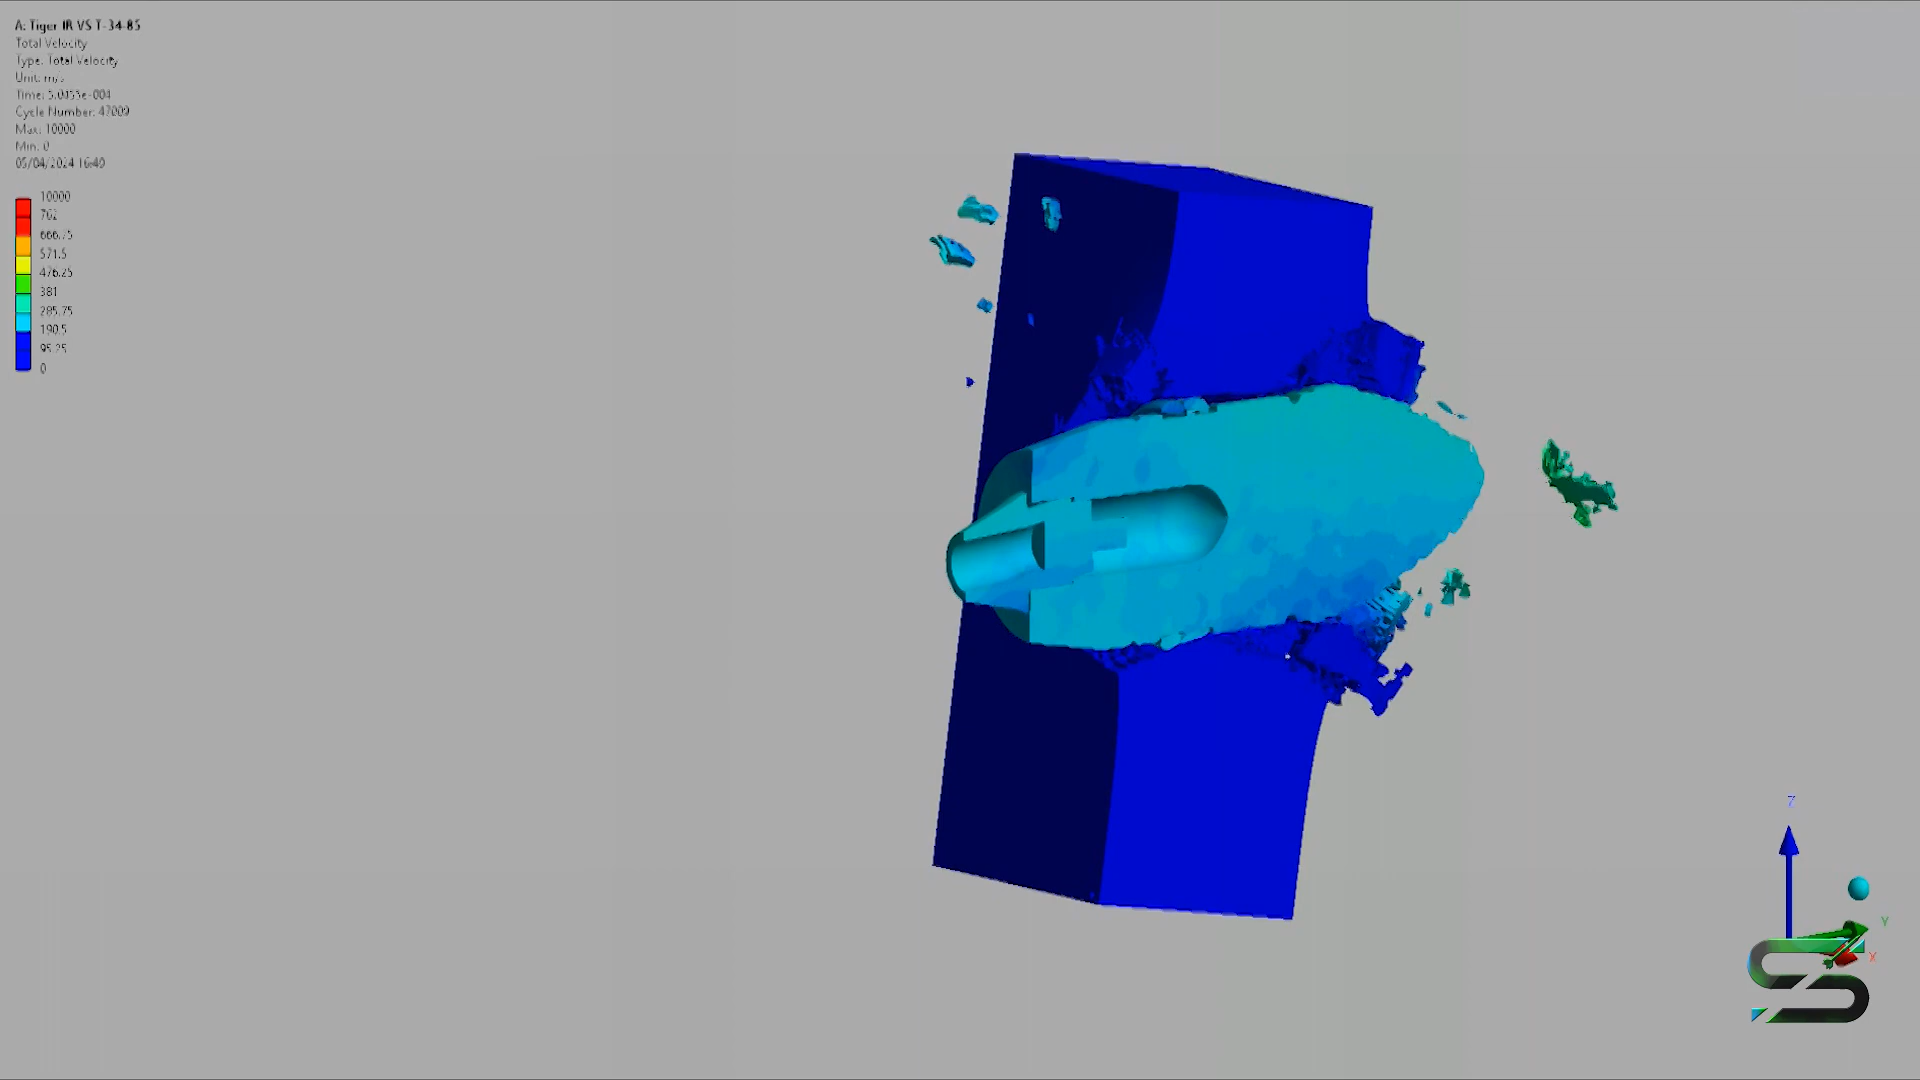 A: Tiger IR VS T-34-85
Total Velocity
Type: Total Velocity
Unit: m/s
Time: 5.0
Cycle Number: 47009
Max: 10000
Min: 0
05/04/2024 16:40
10000
762
666.75
571.5
476.25
381
285.75
190.5
95.25
0
Z
Y
X